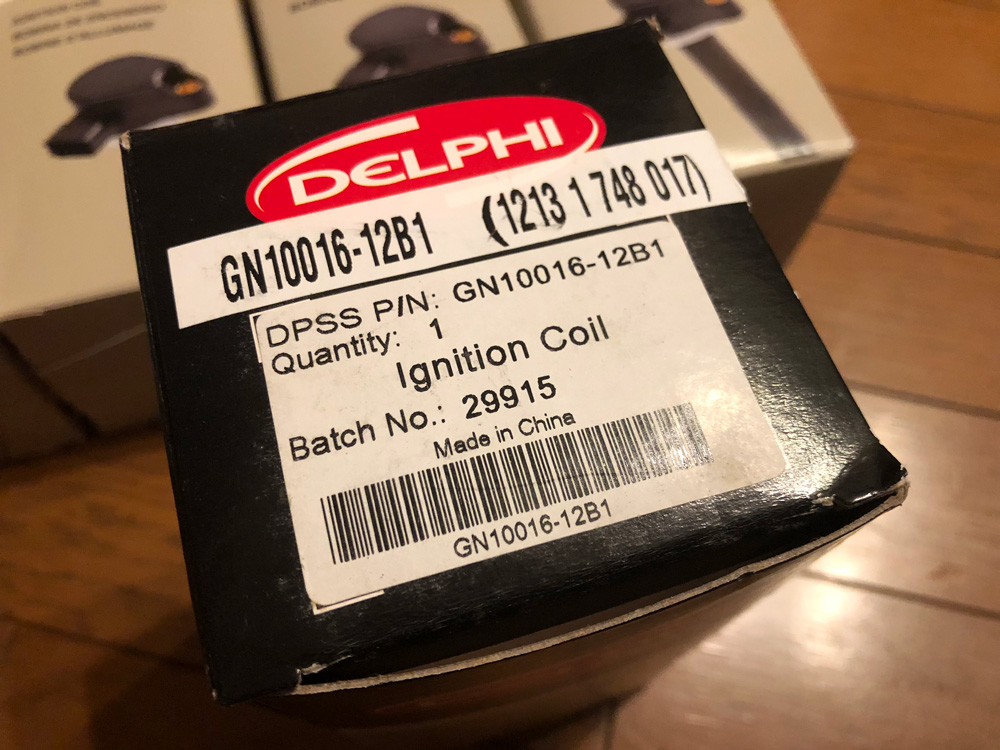 DELPHI
GN10016-12B1 (1213 1 748 017)
DPSS P/N: GN10016-12B1
Quantity: 1
Ignition Coil
Batch No.: 29915
Made in China
GN10016-12B1